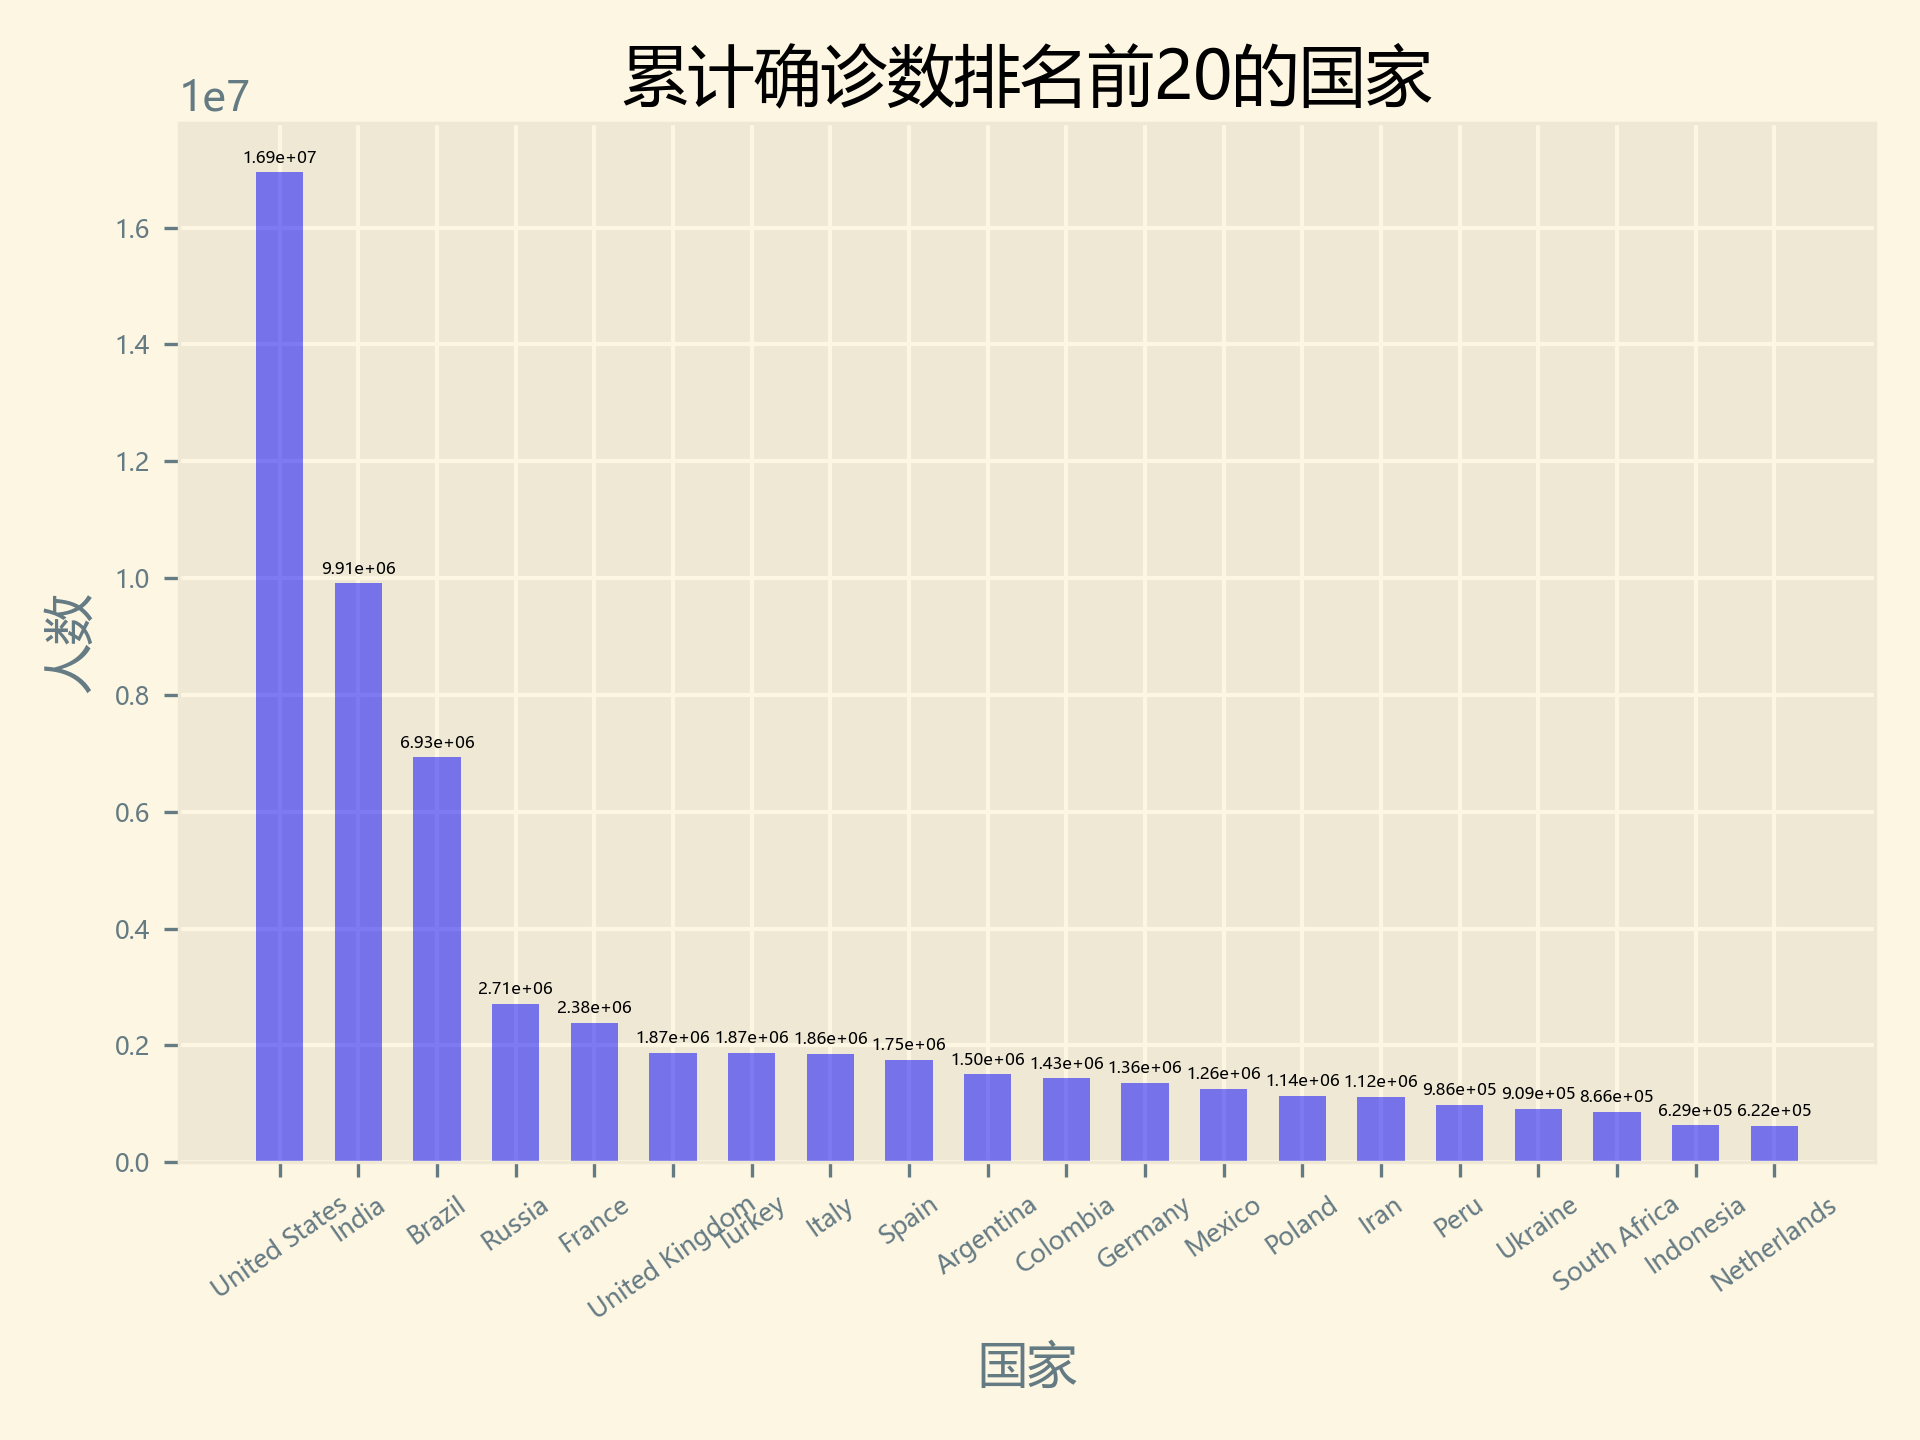 累计确诊数排名前20的国家
1e7
1.69e+07
1.6
1.4
1.2
9.91e+06
1.0
人数
0.8
6.93e+06
0.6
0.4
2.71e+06
2.38e+06
1.87e+06 1.87e+06 1.86e+06 1.75e+06
0.2
1.50e+06 1.43e+06 1.36e+06 1.26e+06 1.14e+06 1.12e+06 9.86e+05 9.09e+05 8.66e+05 6.29e+05 6.22e+05
0.0
United States
India
Brazil
Russia
France
United Kingdom
Turkey
Italy
Spain
Argentina
Colombia
Germany
Mexico
Poland
Iran
Peru
Ukraine
South Africa
Indonesia
Netherlands
国家